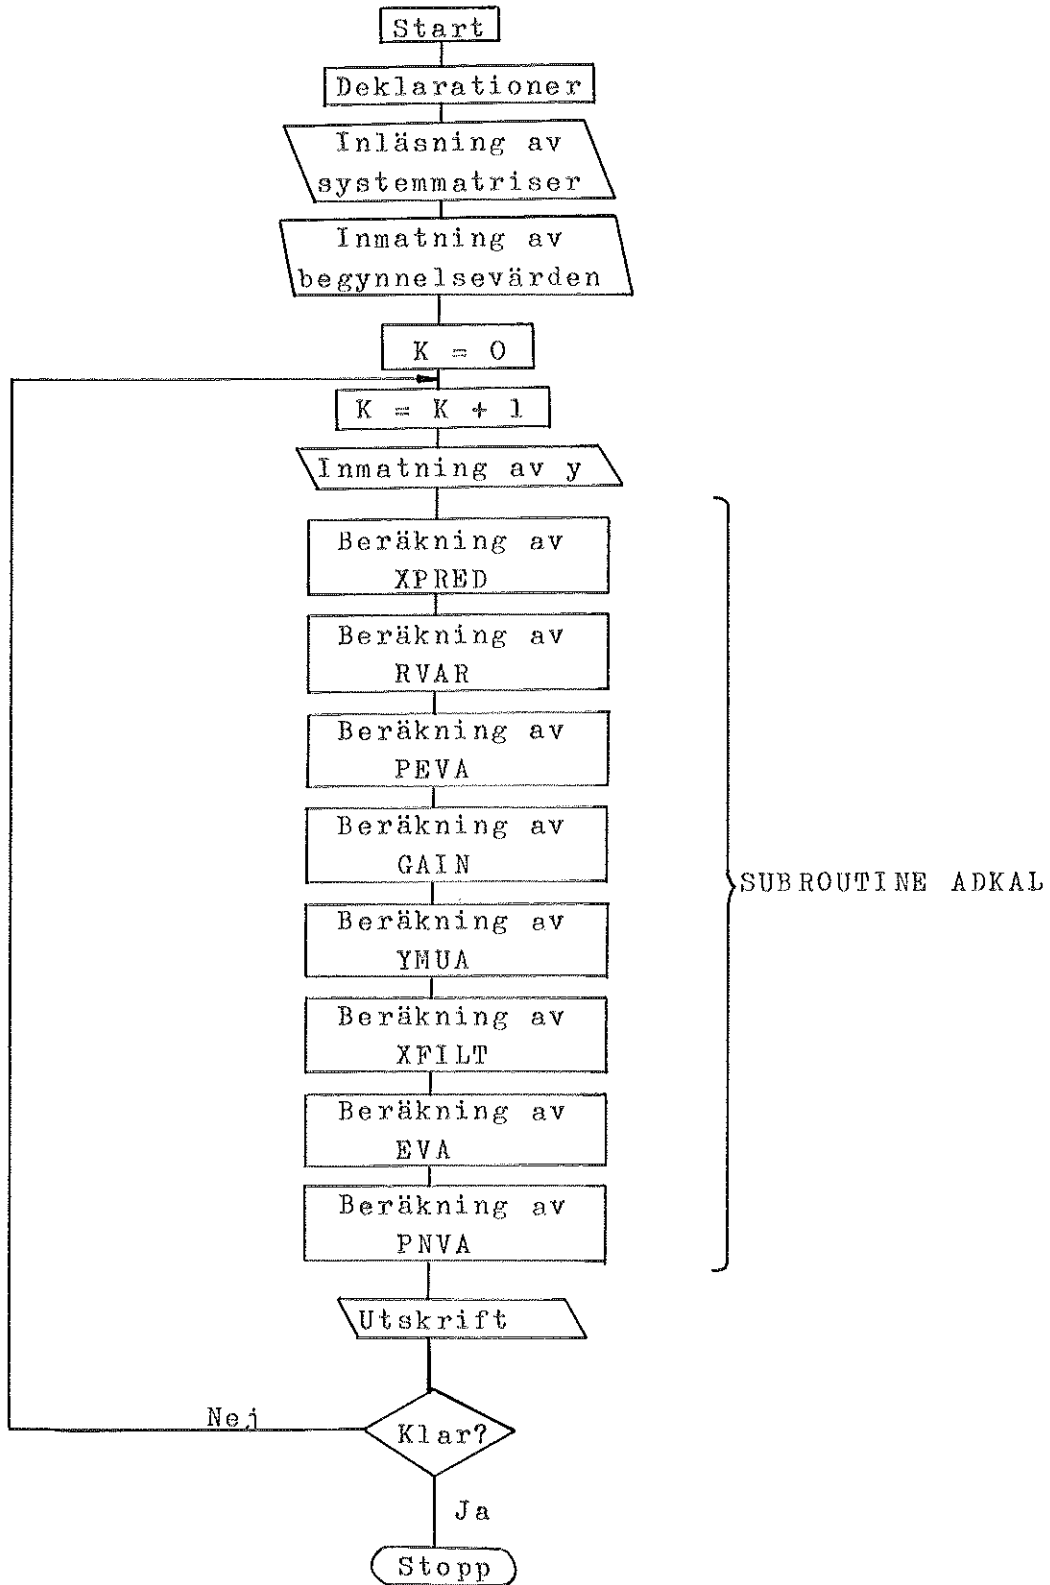 Start
Deklarationer
Inläsning av
systemmatriser
Inmatning av
begynnelsevärden
K = 0
K = K + 1
Inmatning av y
Beräkning av
XPRED
Beräkning av
RVAR
Beräkning av
PEVA
Beräkning av
GAIN
SUBROUTINE ADKAL
Beräkning av
YMUA
Beräkning av
XFILT
Beräkning av
EVA
Beräkning av
PNVA
Utskrift
Nej
Klar?
Ja
Stopp